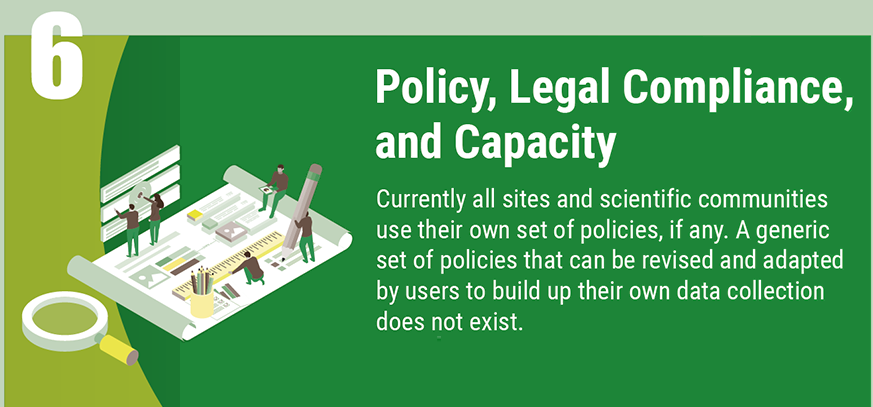 6
Policy, Legal Compliance,
and Capacity
Currently all sites and scientific communities
use their own set of policies, if any. A generic
set of policies that can be revised and adapted
by users to build up their own data collection
does not exist.